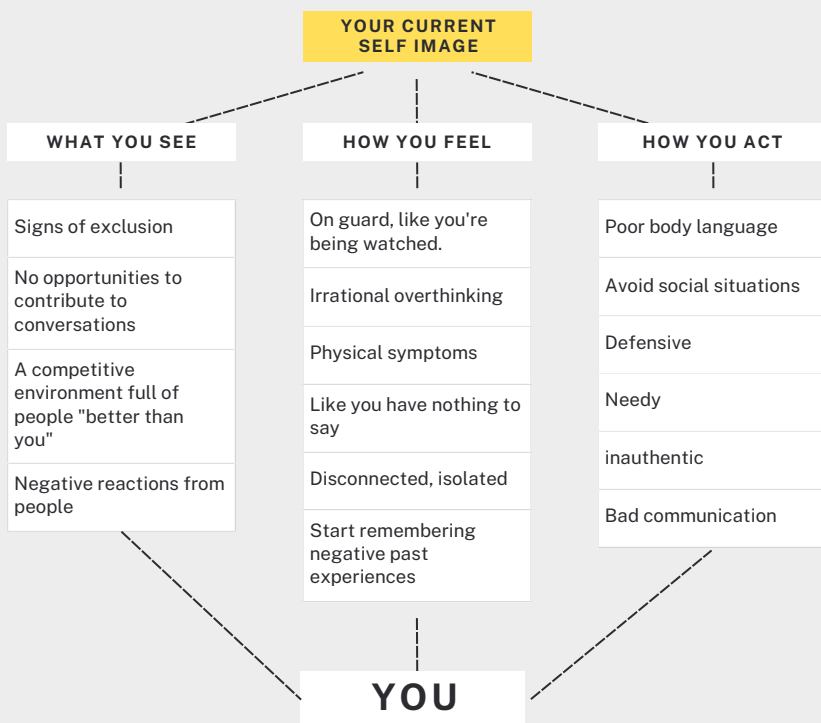 YOUR CURRENT
SELF IMAGE
WHAT YOU SEE
Signs of exclusion
No opportunities to
contribute to
conversations
A competitive
environment full of
people "better than
you"
Negative reactions from
people
HOW YOU FEEL
On guard, like you're
being watched.
Irrational overthinking
Physical symptoms
Like you have nothing to
say
Disconnected, isolated
Start remembering
negative past
experiences
HOW YOU ACT
Poor body language
Avoid social situations
Defensive
Needy
inauthentic
Bad communication
YOU